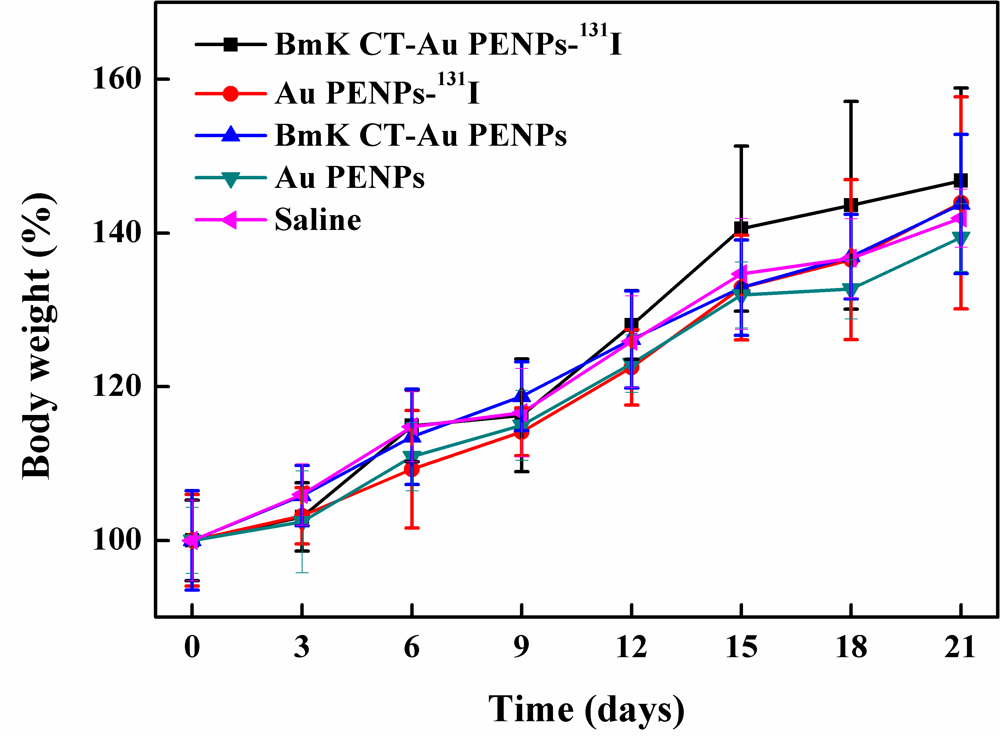 BmK CT-Au PENPs-¹³¹I
Au PENPs-¹³¹I
BmK CT-Au PENPs
Au PENPs
Saline
Body weight (%)
160
140
120
100
0 3 6 9 12 15 18 21
Time (days)